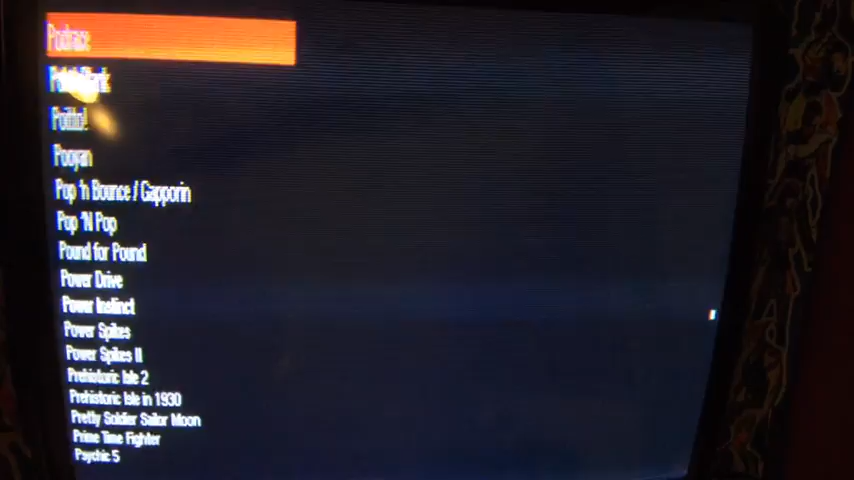 Podrace
Poitto!
Pooyan
Pop 'n Bounce / Gapporin
Pop 'N Pop
Pound for Pound
Power Drive
Power Instinct
Power Spikes
Power Spikes II
Prehistoric Isle 2
Prehistoric Isle in 1930
Pretty Soldier Sailor Moon
Prime Time Fighter
Psychic 5